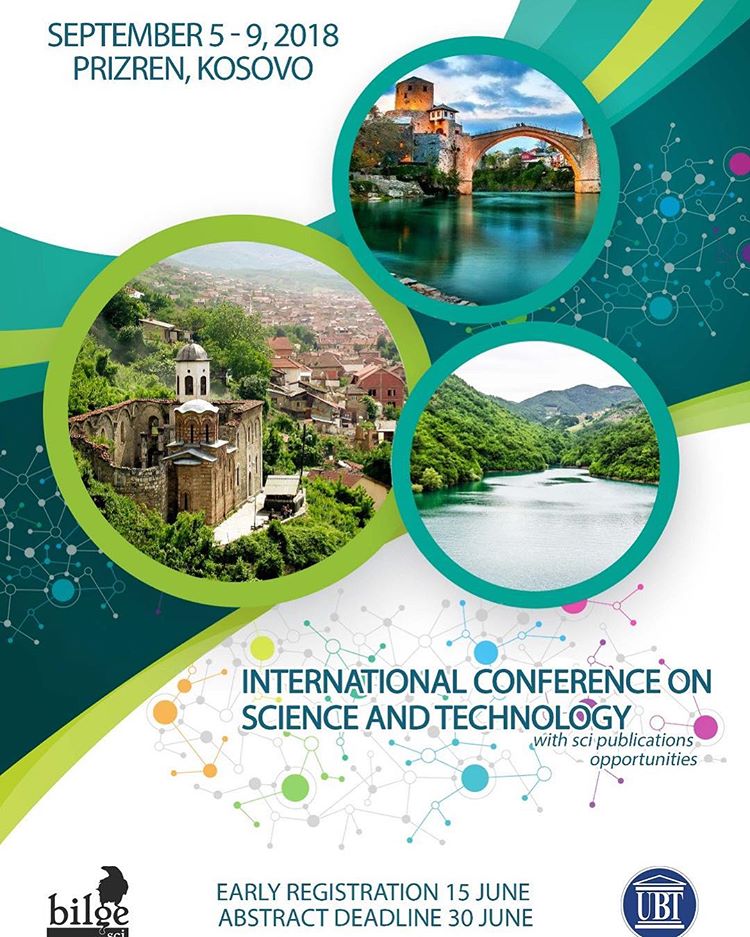 SEPTEMBER 5 - 9, 2018
PRIZREN, KOSOVO
INTERNATIONAL CONFERENCE ON
SCIENCE AND TECHNOLOGY
with sci publications
opportunities
EARLY REGISTRATION 15 JUNE
ABSTRACT DEADLINE 30 JUNE
bilge
sci
UBT